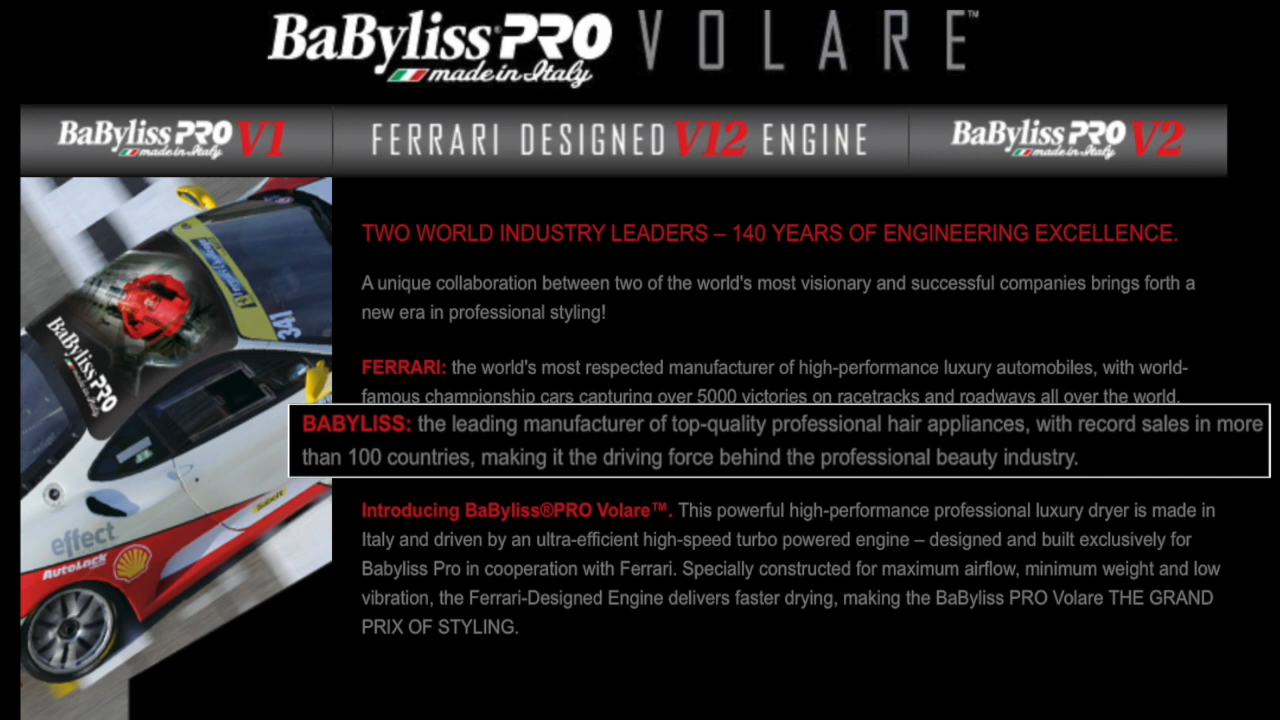 BaBylissPRO VOLARE™
made in Italy
BaBylissPRO V1
made in Italy
FERRARI DESIGNED V12 ENGINE
BaBylissPRO V2
made in Italy
TWO WORLD INDUSTRY LEADERS – 140 YEARS OF ENGINEERING EXCELLENCE.
A unique collaboration between two of the world's most visionary and successful companies brings forth a
new era in professional styling!
FERRARI: the world's most respected manufacturer of high-performance luxury automobiles, with world-
famous championship cars capturing over 5000 victories on racetracks and roadways all over the world.
BABYLISS: the leading manufacturer of top-quality professional hair appliances, with record sales in more
than 100 countries, making it the driving force behind the professional beauty industry.
Introducing BaByliss®PRO Volare™. This powerful high-performance professional luxury dryer is made in
Italy and driven by an ultra-efficient high-speed turbo powered engine – designed and built exclusively for
Babyliss Pro in cooperation with Ferrari. Specially constructed for maximum airflow, minimum weight and low
vibration, the Ferrari-Designed Engine delivers faster drying, making the BaByliss PRO Volare THE GRAND
PRIX OF STYLING.
341
BaBylissPRO
made in Italy
effect
AUTOLOCK